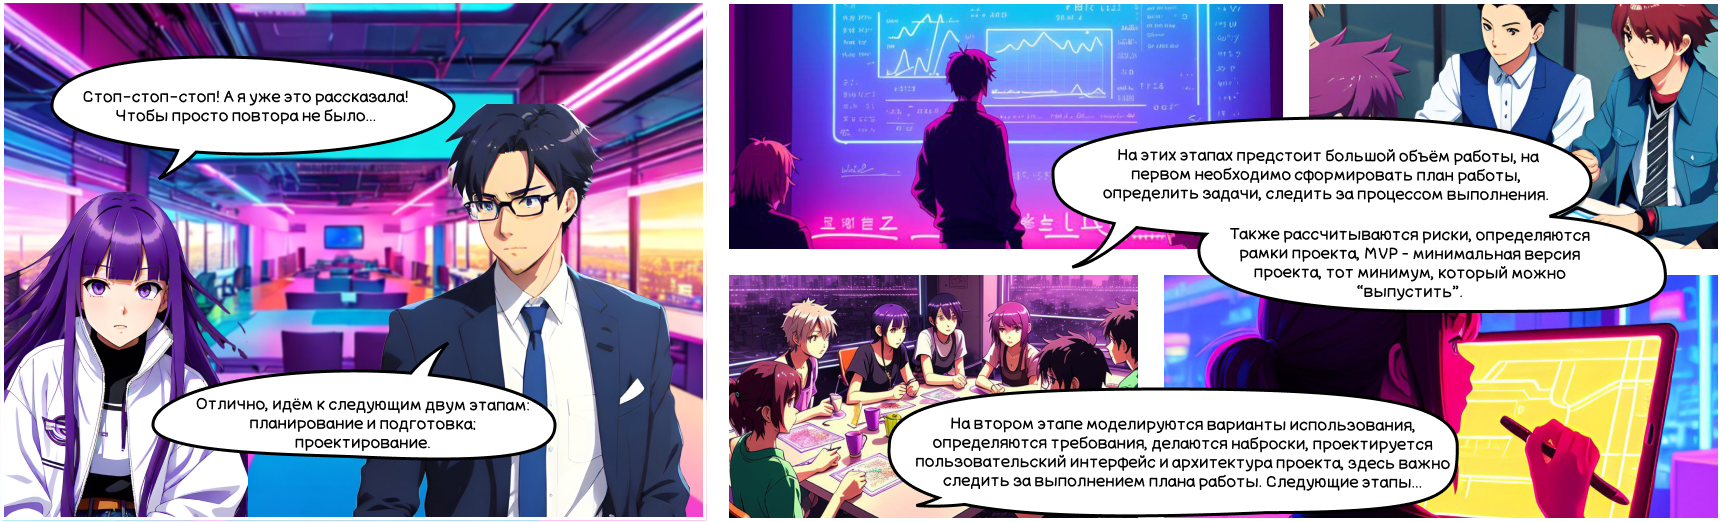 Стоп-стоп-стоп! А я уже это рассказала!
Чтобы просто повтора не было...
Отлично, идём к следующим двум этапам:
планирование и подготовка;
проектирование.
На этих этапах предстоит большой объём работы, на
первом необходимо сформировать план работы,
определить задачи, следить за процессом выполнения.
Также рассчитываются риски, определяются
рамки проекта, MVP - минимальная версия
проекта, тот минимум, который можно
"выпустить".
На втором этапе моделируются варианты использования,
определяются требования, делаются наброски, проектируется
пользовательский интерфейс и архитектура проекта, здесь важно
следить за выполнением плана работы. Следующие этапы...